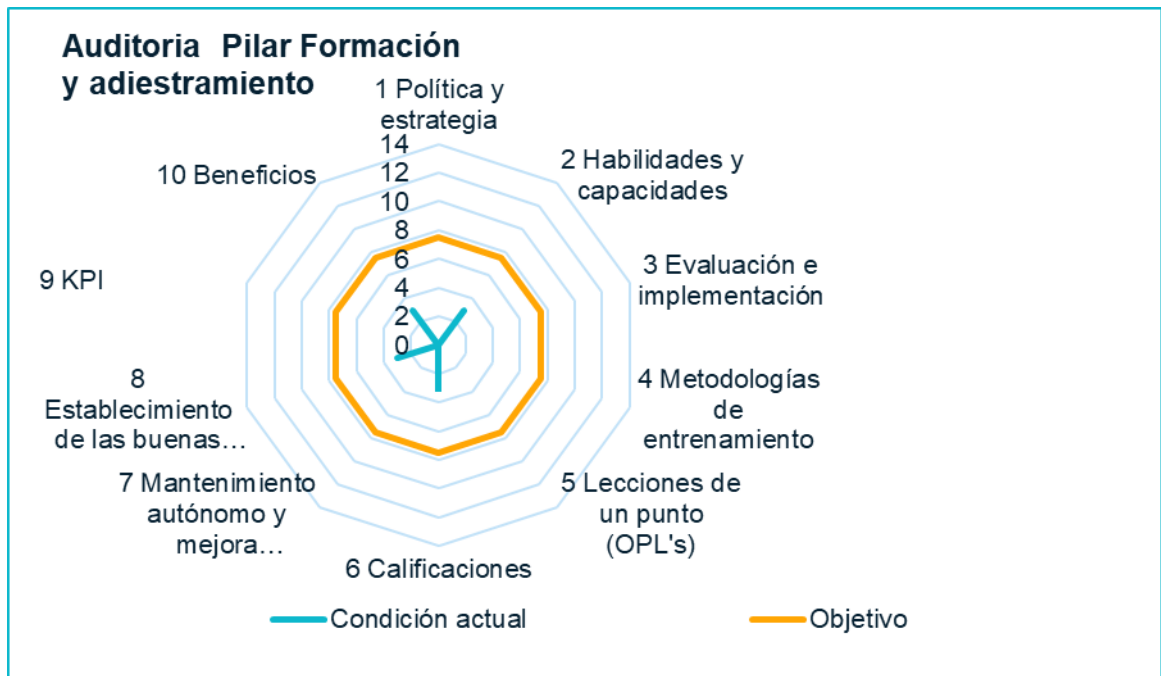 Auditoria Pilar Formación
y adiestramiento
1 Política y
estrategia
14
12
10
8
6
4
2
0
2 Habilidades y
capacidades
3 Evaluación e
implementación
4 Metodologías
de
entrenamiento
5 Lecciones de
un punto
(OPL's)
6 Calificaciones
7 Mantenimiento
autónomo y
mejora…
8
Establecimiento
de las buenas…
9 KPI
10 Beneficios
Condición actual
Objetivo